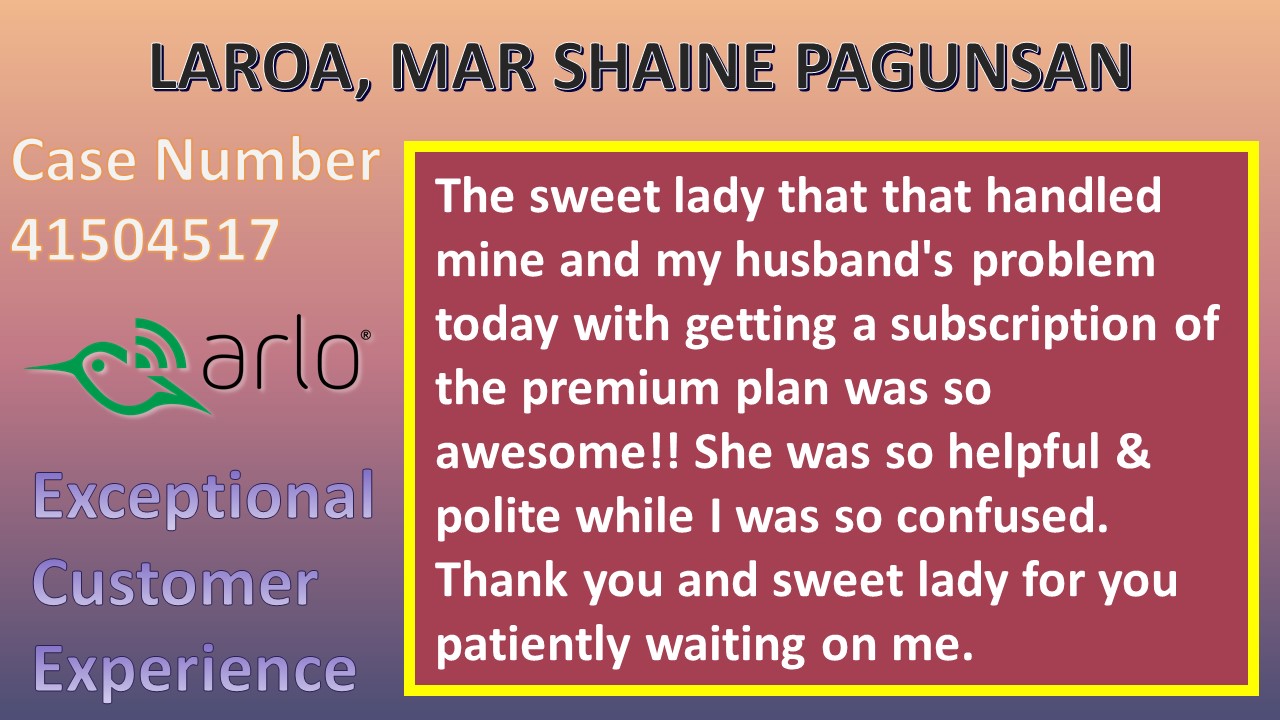 LAROA, MAR SHAINE PAGUNSAN
Case Number
41504517
arlo®
Exceptional
Customer
Experience
The sweet lady that that handled
mine and my husband's problem
today with getting a subscription of
the premium plan was so
awesome!! She was so helpful &
polite while I was so confused.
Thank you and sweet lady for you
patiently waiting on me.